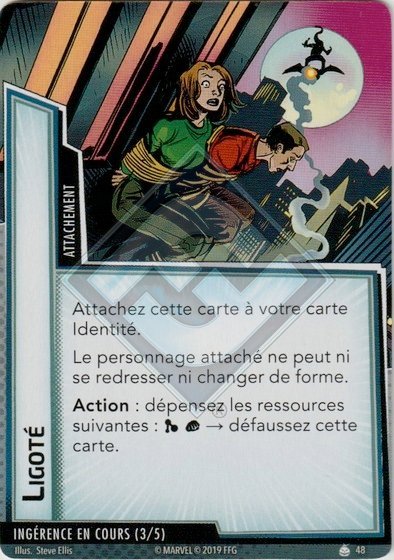 ATTACHEMENT
Attachez cette carte à votre carte
Identité.
Le personnage attaché ne peut ni
se redresser ni changer de forme.
Action : dépensez les ressources
suivantes : → défaussez cette
carte.
LIGOTÉ
INGÉRENCE EN COURS (3/5)
Illus. Steve Ellis
© MARVEL © 2019 FFG
48